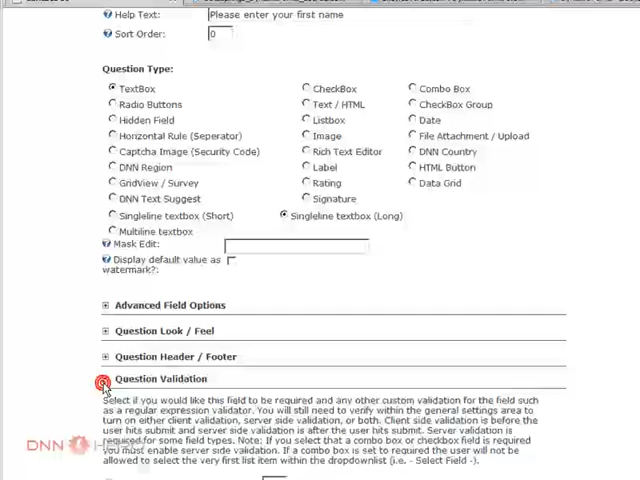 Help Text: Please enter your first name
Sort Order: 0
Question Type:
TextBox CheckBox Combo Box
Radio Buttons Text / HTML CheckBox Group
Hidden Field Listbox Date
Horizontal Rule (Seperator) Image File Attachment / Upload
Captcha Image (Security Code) Rich Text Editor DNN Country
DNN Region Label HTML Button
GridView / Survey Rating Data Grid
DNN Text Suggest Signature
Singleline textbox (Short) Singleline textbox (Long)
Multiline textbox
Mask Edit:
Display default value as
watermark?:
Advanced Field Options
Question Look / Feel
Question Header / Footer
Question Validation
Select if you would like this field to be required and any other custom validation for the field such
as a regular expression validator. You will still need to verify within the general settings area to
turn on either client validation, server side validation, or both. Client side validation is before the
user hits submit and server side validation is after the user hits submit. Server validation is
required for some field types. Note: If you select that a combo box or checkbox field is required
you must enable server side validation. If a combo box is set to required the user will not be
allowed to select the very first list item within the dropdownlist (i.e. - Select Field -).